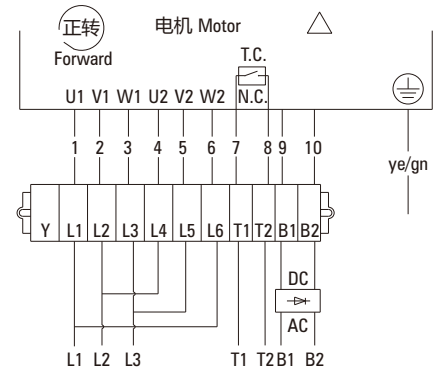 正转
电机 Motor
Forward
T.C.
U1 V1 W1 U2 V2 W2 N.C.
1 2 3 4 5 6 7 8 9 10
ye/gn
Y L1 L2 L3 L4 L5 L6 T1 T2 B1 B2
DC
AC
L1 L2 L3 T1 T2 B1 B2